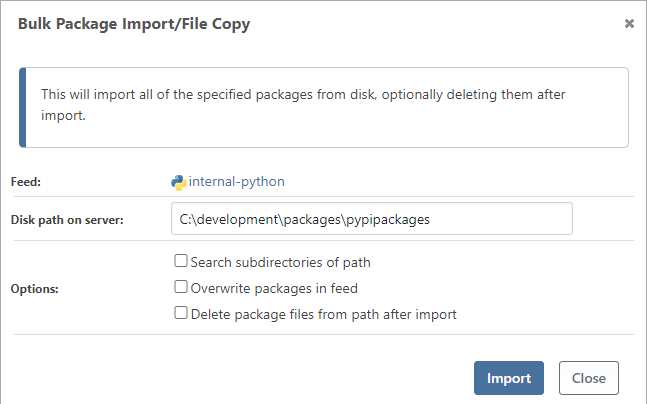 Bulk Package Import/File Copy
×
This will import all of the specified packages from disk, optionally deleting them after
import.
Feed: internal-python
Disk path on server: C:\development\packages\pypipackages
Options:
Search subdirectories of path
Overwrite packages in feed
Delete package files from path after import
Import Close